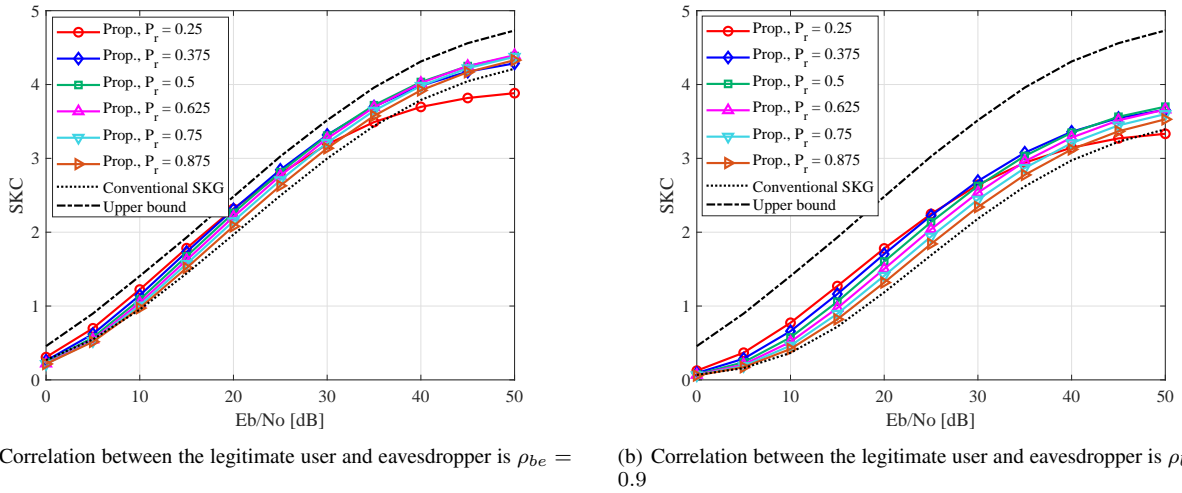 5
4
3
2
1
0
SKC
Prop., P_r = 0.25
Prop., P_r = 0.375
Prop., P_r = 0.5
Prop., P_r = 0.625
Prop., P_r = 0.75
Prop., P_r = 0.875
Conventional SKG
Upper bound
0 10 20 30 40 50
Eb/No [dB]
Correlation between the legitimate user and eavesdropper is ρ_be =
5
4
3
2
1
0
SKC
Prop., P_r = 0.25
Prop., P_r = 0.375
Prop., P_r = 0.5
Prop., P_r = 0.625
Prop., P_r = 0.75
Prop., P_r = 0.875
Conventional SKG
Upper bound
0 10 20 30 40 50
Eb/No [dB]
(b) Correlation between the legitimate user and eavesdropper is ρ
0.9